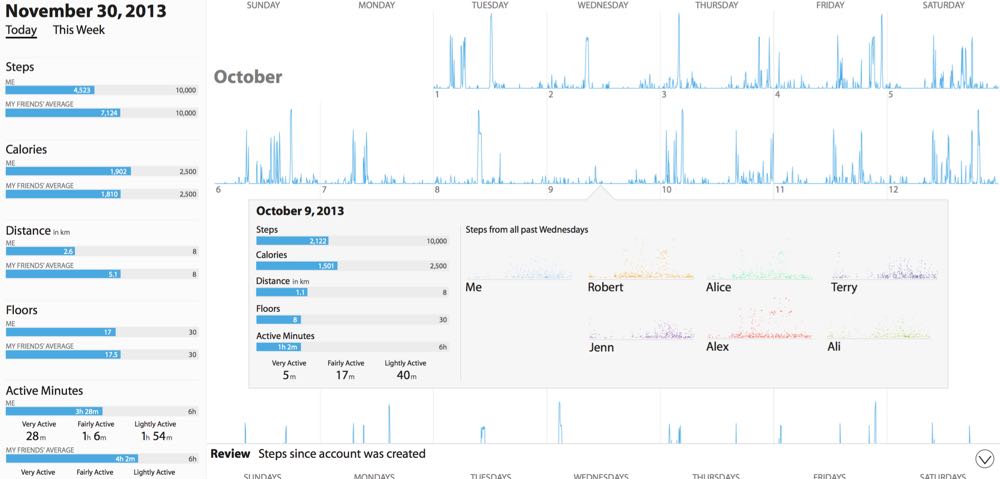 November 30, 2013
Today This Week
Steps
ME
4,523 10,000
MY FRIENDS' AVERAGE
7,124 10,000
Calories
ME
1,902 2,500
MY FRIENDS' AVERAGE
1,810 2,500
Distance in km
ME
2.6 8
MY FRIENDS' AVERAGE
5.1 8
Floors
ME
17 30
MY FRIENDS' AVERAGE
17.5 30
Active Minutes
ME
3h 28m 6h
Very Active Fairly Active Lightly Active
28m 1h 6m 1h 54m
MY FRIENDS' AVERAGE
4h 2m 6h
Very Active Fairly Active Lightly Active
SUNDAY MONDAY TUESDAY WEDNESDAY THURSDAY FRIDAY SATURDAY
October
1 2 3 4 5
6 7 8 9 10 11 12
October 9, 2013
Steps
2,122 10,000
Calories
1,501 2,500
Distance in km
1.1 8
Floors
8 30
Active Minutes
1h 2m 6h
Very Active Fairly Active Lightly Active
5m 17m 40m
Steps from all past Wednesdays
Me Robert Alice Terry
Jenn Alex Ali
Review Steps since account was created
SUNDAYS MONDAYS TUESDAYS WEDNESDAYS THURSDAYS FRIDAYS SATURDAYS